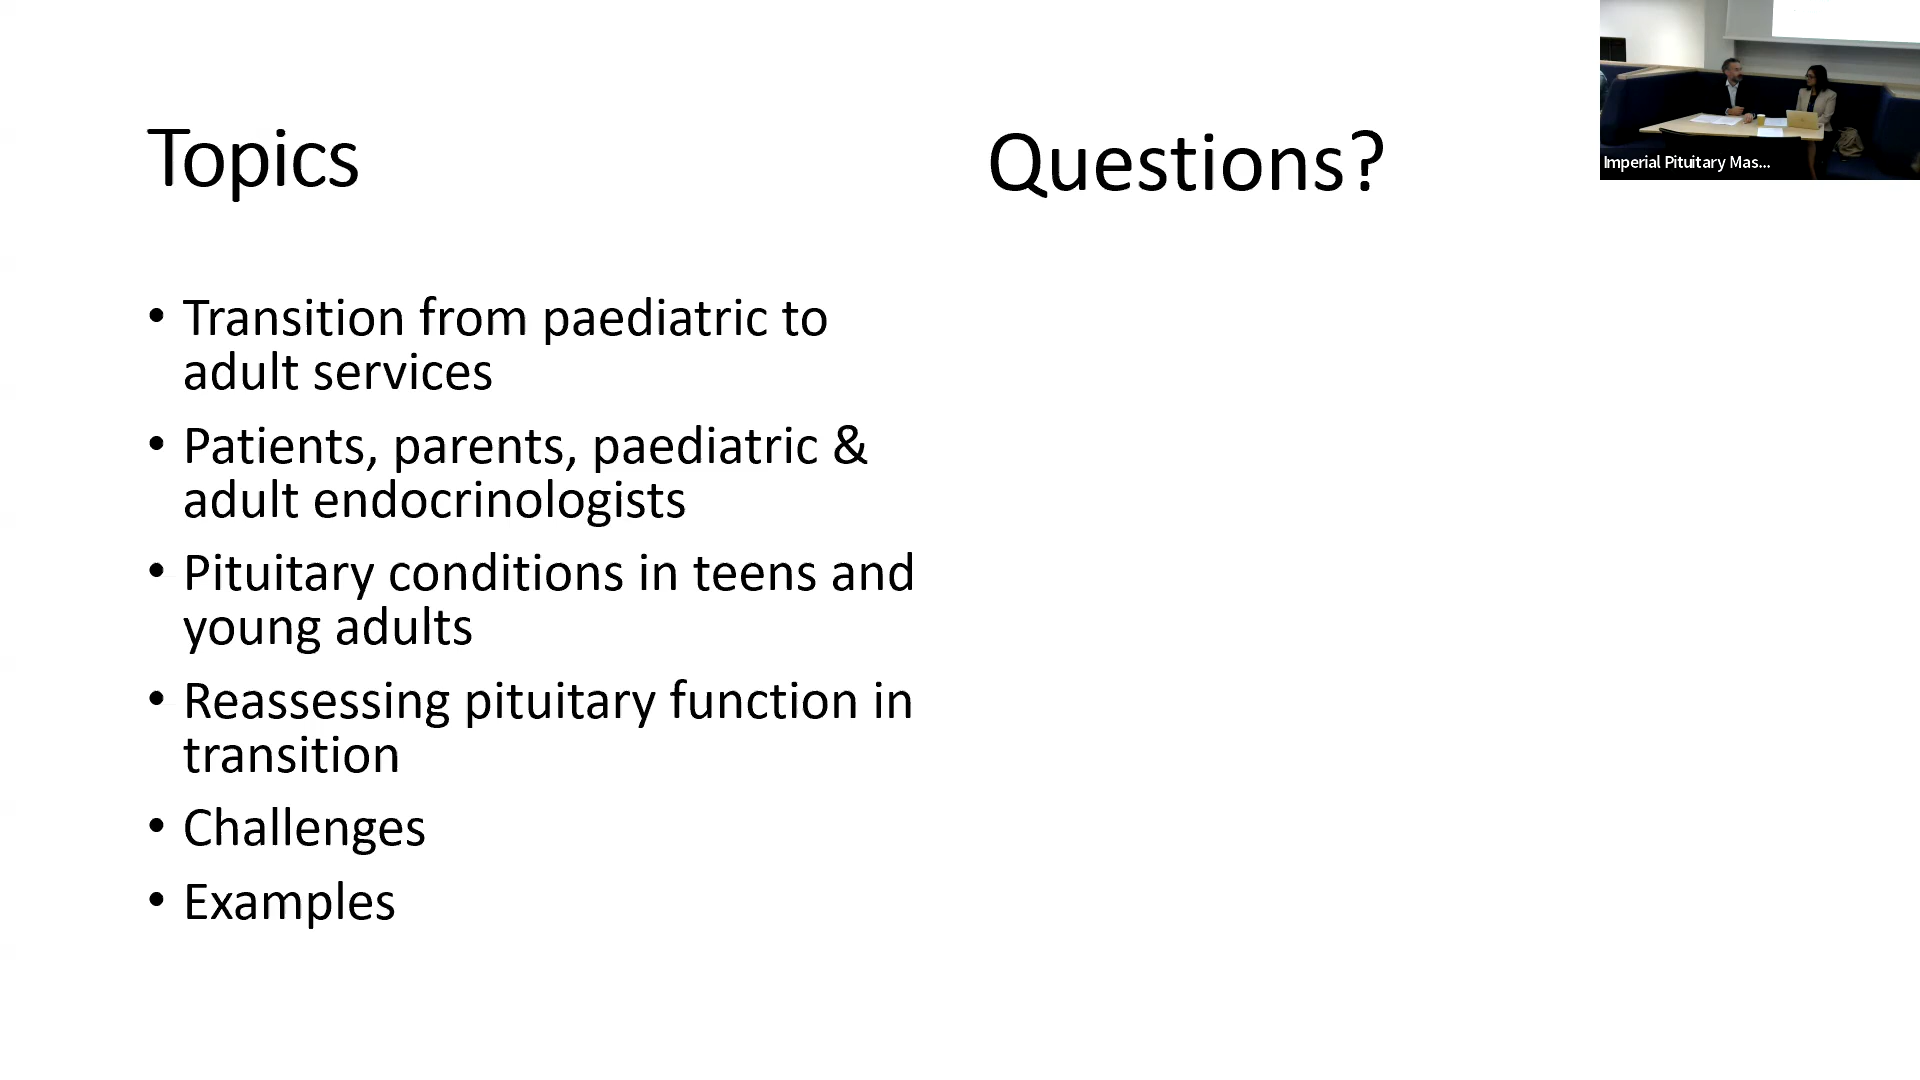 Topics
Questions?
Imperial Pituitary Mas...
• Transition from paediatric to
adult services
• Patients, parents, paediatric &
adult endocrinologists
• Pituitary conditions in teens and
young adults
• Reassessing pituitary function in
transition
• Challenges
• Examples